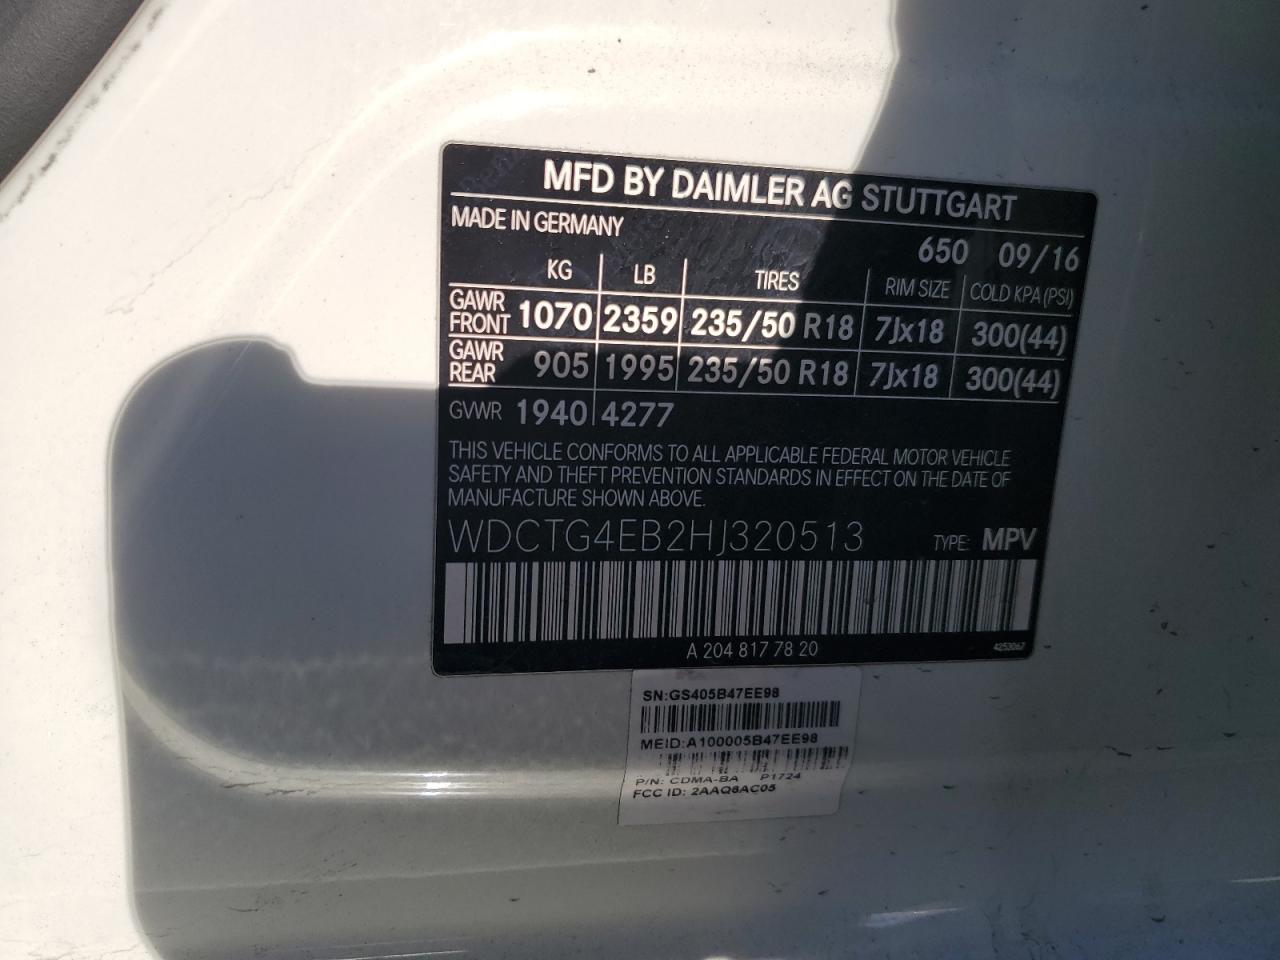 MFD BY DAIMLER AG STUTTGART
MADE IN GERMANY
650 09/16
KG LB TIRES RIM SIZE COLD KPA (PSI)
GAWR FRONT 1070 2359 235/50 R18 7Jx18 300(44)
GAWR REAR 905 1995 235/50 R18 7Jx18 300(44)
GVWR 1940 4277
THIS VEHICLE CONFORMS TO ALL APPLICABLE FEDERAL MOTOR VEHICLE
SAFETY AND THEFT PREVENTION STANDARDS IN EFFECT ON THE DATE OF
MANUFACTURE SHOWN ABOVE.
WDCTG4EB2HJ320513 TYPE: MPV
A 204 817 78 20 4253067
SN:GS405B47EE98
MEID:A100005B47EE98
P/N: CDMA-BA P1724
FCC ID: 2AAQ6AC05